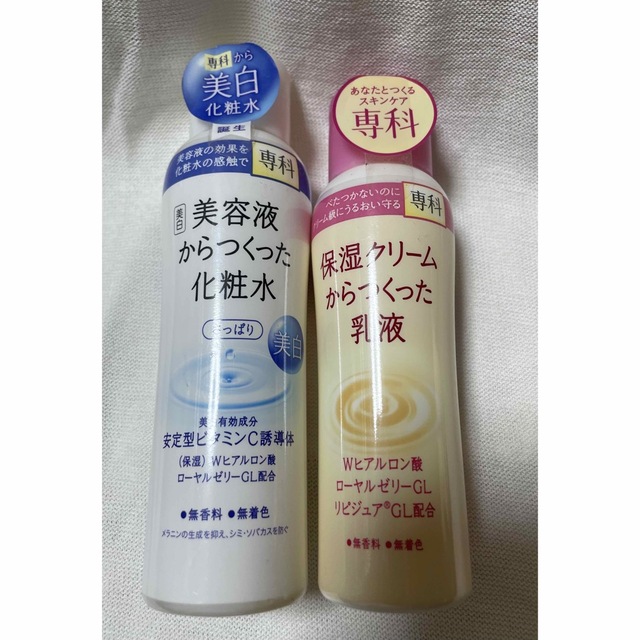 専科から
美白
化粧水
誕生
美容液の効果を
化粧水の感触で
専科
美白
美容液
からつくった
化粧水
さっぱり
美白
美白有効成分
安定型ビタミンC誘導体
(保湿) Wヒアルロン酸
ローヤルゼリーGL配合
●無香料 ●無着色
メラニンの生成を抑え、シミ・ソバカスを防ぐ
あなたとつくる
スキンケア
専科
べたつかないのに
クリーム級にうるおい守る
専科
保湿クリーム
からつくった
乳液
Wヒアルロン酸
ローヤルゼリーGL
リピジュア®GL配合
●無香料 ●無着色